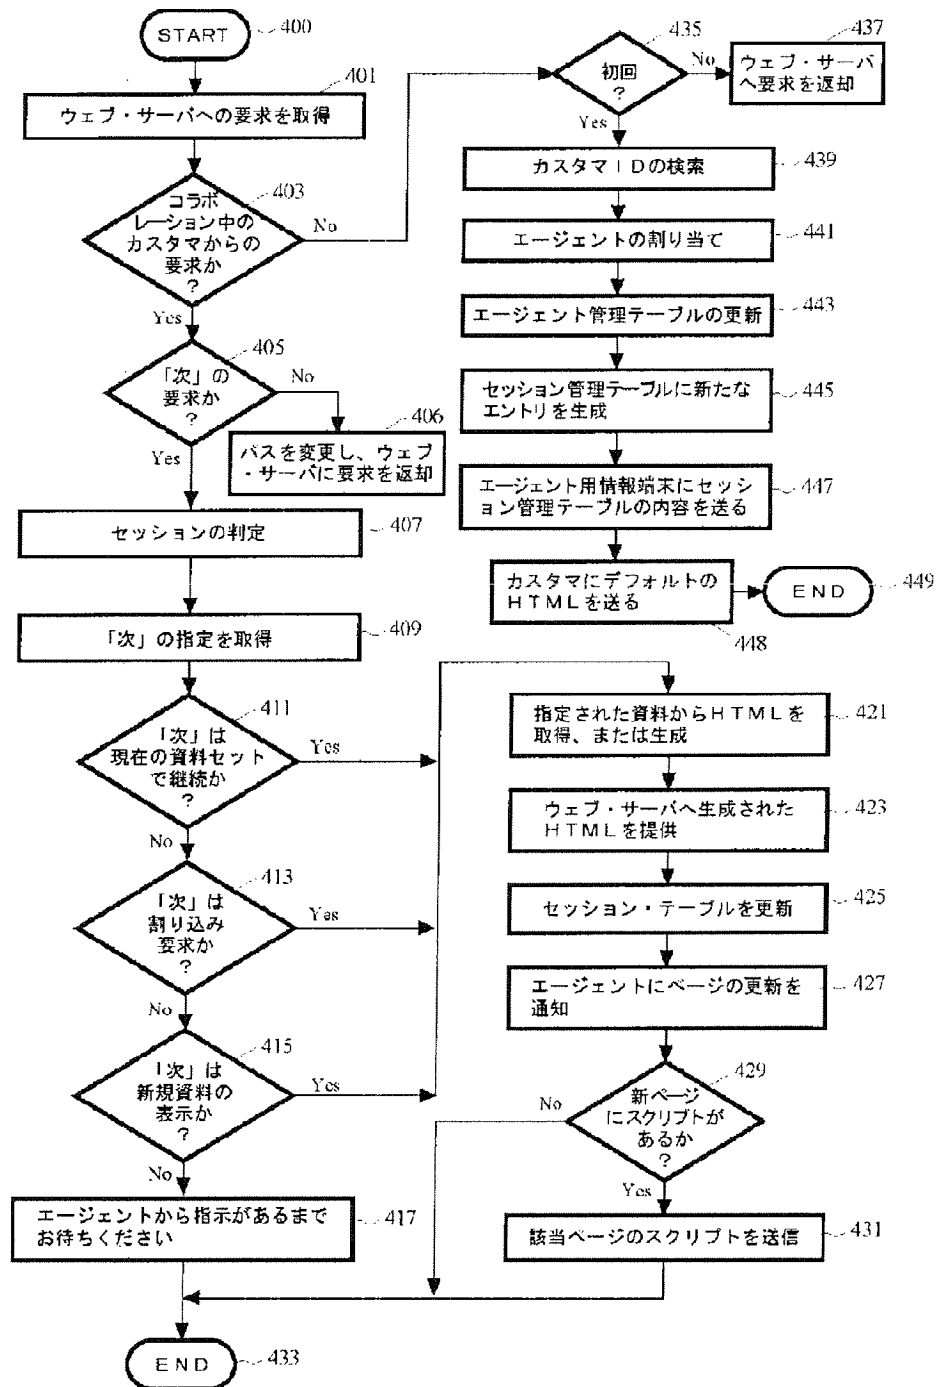 START
400
401
ウェブ・サーバへの要求を取得
コラボ
レーション中の
カスタマからの
要求か
?
403
No
Yes
405
「次」の
要求か
?
No
Yes
406
パスを変更し、ウェブ
・サーバに要求を返却
セッションの判定
407
「次」の指定を取得
409
411
「次」は
現在の資料セット
で継続か
?
Yes
No
413
「次」は
割り込み
要求か
?
Yes
No
415
「次」は
新規資料の
表示か
?
Yes
No
エージェントから指示があるまで
お待ちください
417
END
433
435
初回
?
No
Yes
437
ウェブ・サーバ
へ要求を返却
カスタマIDの検索
439
エージェントの割り当て
441
エージェント管理テーブルの更新
443
セッション管理テーブルに新たな
エントリを生成
445
エージェント用情報端末にセッシ
ョン管理テーブルの内容を送る
447
カスタマにデフォルトの
HTMLを送る
448
END
449
指定された資料からHTMLを
取得、または生成
421
ウェブ・サーバへ生成された
HTMLを提供
423
セッション・テーブルを更新
425
エージェントにページの更新を
通知
427
429
新ページ
にスクリプトが
あるか
?
No
Yes
該当ページのスクリプトを送信
431